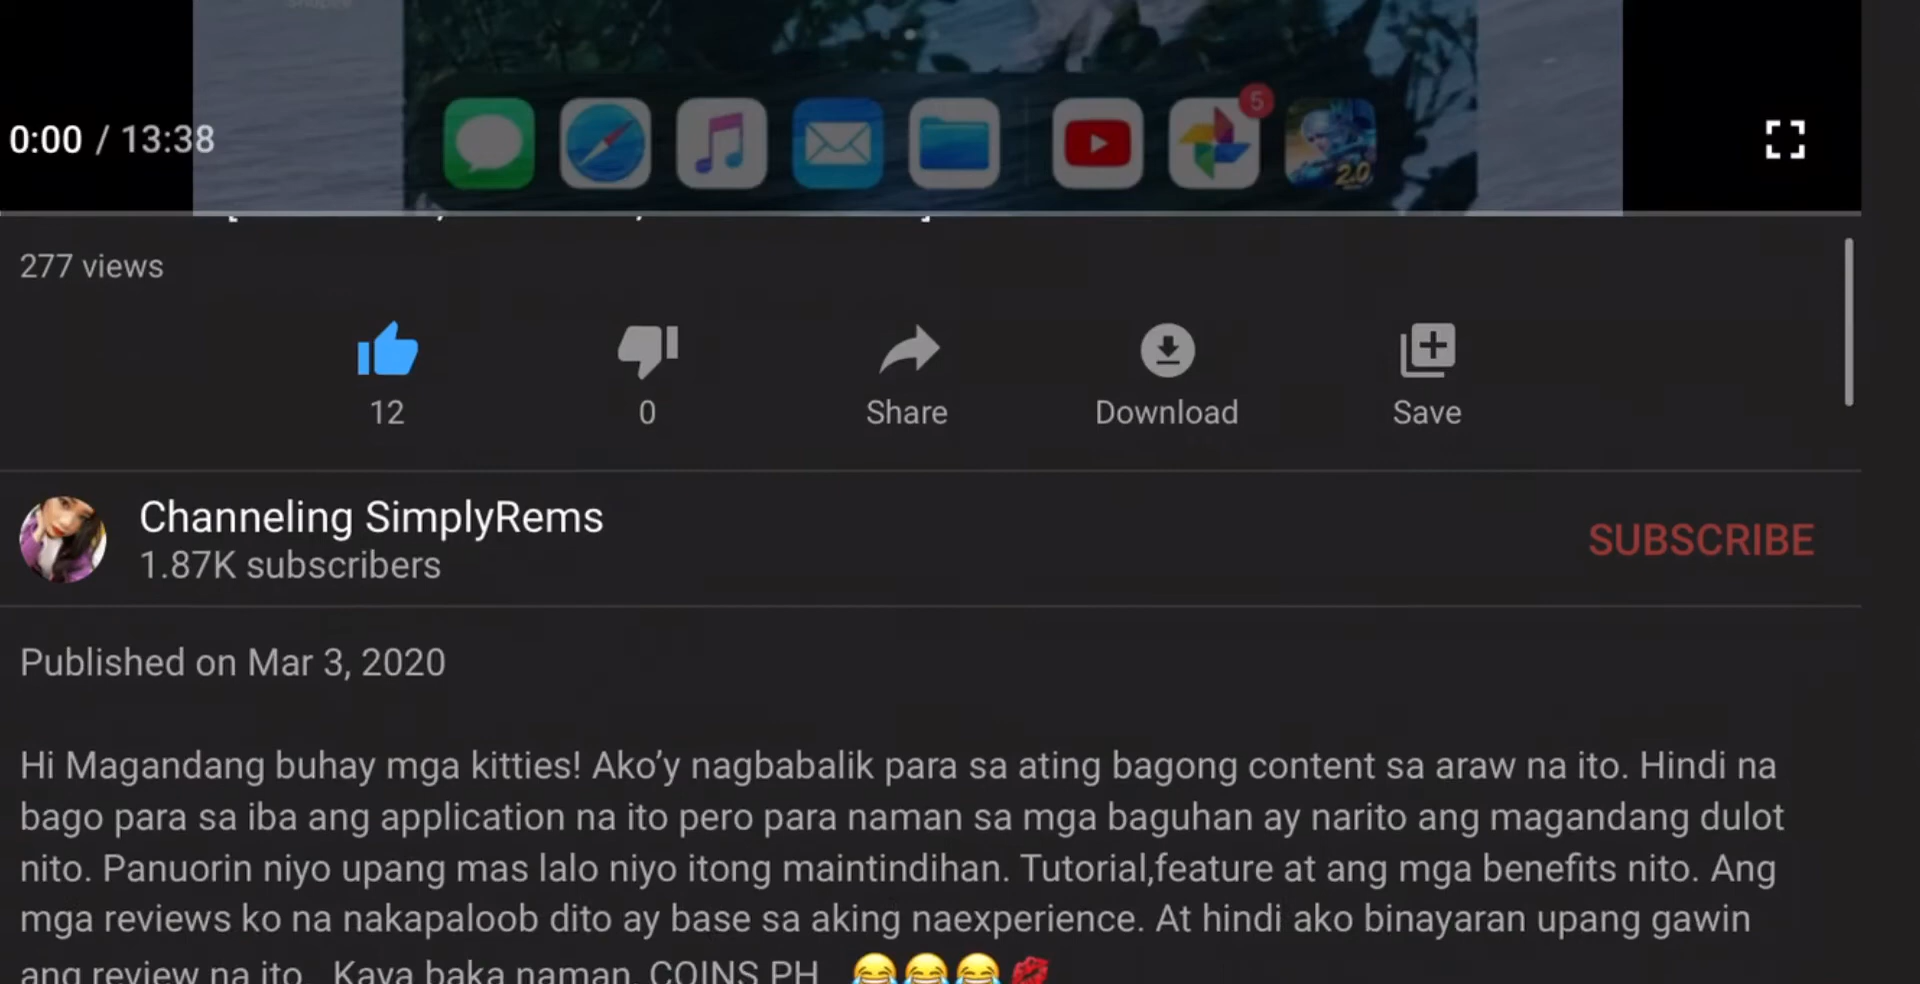 5
2.0
0:00 / 13:38
277 views
12
0
Share
Download
Save
Channeling SimplyRems
1.87K subscribers
SUBSCRIBE
Published on Mar 3, 2020
Hi Magandang buhay mga kitties! Ako’y nagbabalik para sa ating bagong content sa araw na ito. Hindi na
bago para sa iba ang application na ito pero para naman sa mga baguhan ay narito ang magandang dulot
nito. Panuorin niyo upang mas lalo niyo itong maintindihan. Tutorial,feature at ang mga benefits nito. Ang
mga reviews ko na nakapaloob dito ay base sa aking naexperience. At hindi ako binayaran upang gawin
ang review na ito.. Kaya baka naman. COINS PH 😂😂😂💋